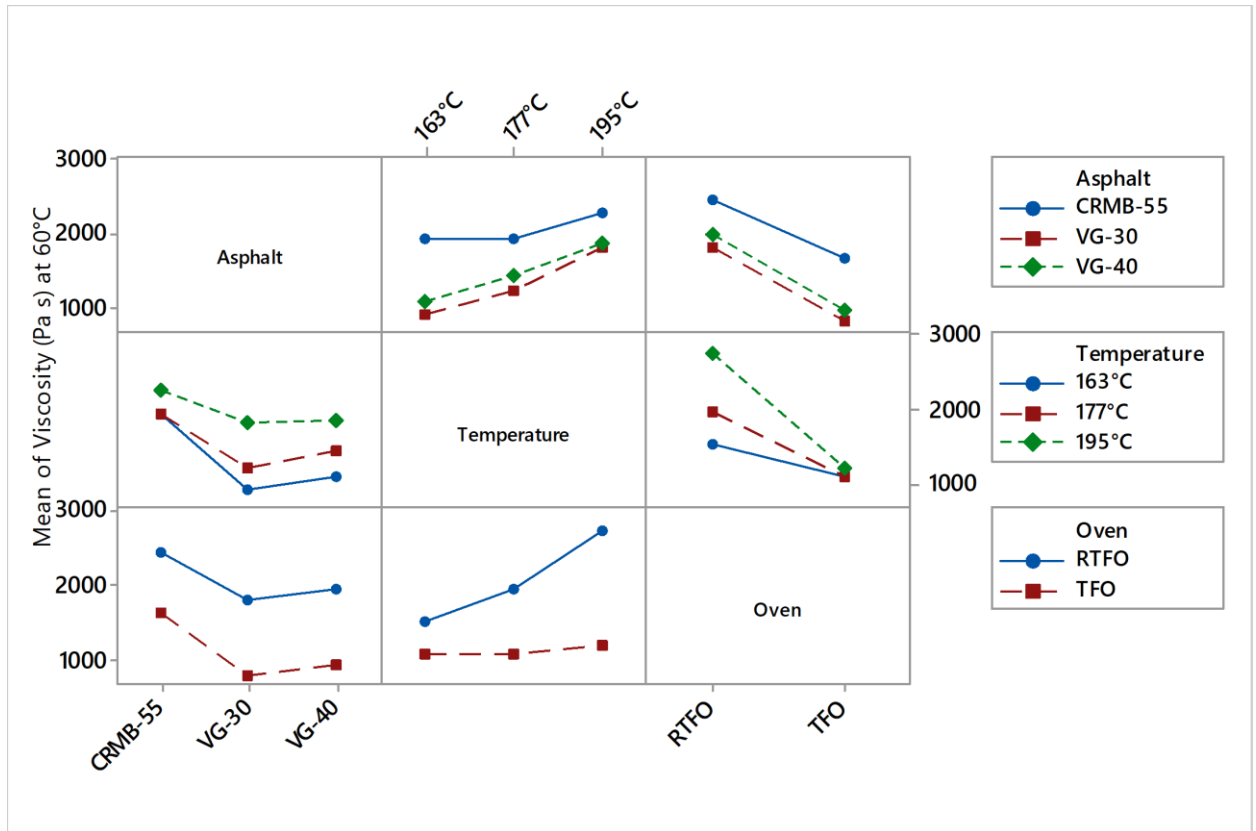 163°C 177°C 195°C
Mean of Viscosity (Pa s) at 60°C
3000
2000
1000
Asphalt
Asphalt
CRMB-55
VG-30
VG-40
Temperature
3000
2000
1000
Temperature
163°C
177°C
195°C
3000
2000
1000
Oven
Oven
RTFO
TFO
CRMB-55 VG-30 VG-40
RTFO TFO